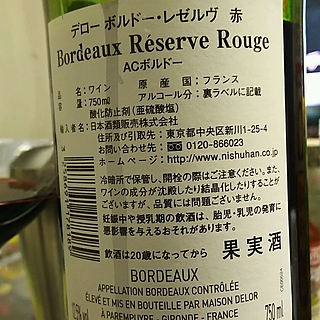 デロー ボルドー・レゼルヴ 赤
Bordeaux Réserve Rouge
ACボルドー
品名：ワイン 原産国：フランス
容量：750㎖ アルコール分：裏ラベルに記載
酸化防止剤（亜硫酸塩）
輸入者名：日本酒類販売株式会社
住所及び引取先：東京都中央区新川1-25-4
お問い合わせ先：0120-866023
ホームページ：http://www.nishuhan.co.jp
冷暗所で保管し、開栓の際はご注意ください。また、
ワインの成分が沈殿したり結晶化したりすることが
ございますが、品質には問題ございません。
妊娠中や授乳期の飲酒は、胎児・乳児の発育に
悪影響を与えるおそれがあります。
飲酒は20歳になってから 果実酒
BORDEAUX
APPELLATION BORDEAUX CONTRÔLÉE
ÉLEVÉ ET MIS EN BOUTEILLE PAR MAISON DELOR
À PAREMPUYRE - GIRONDE - FRANCE
750 ml